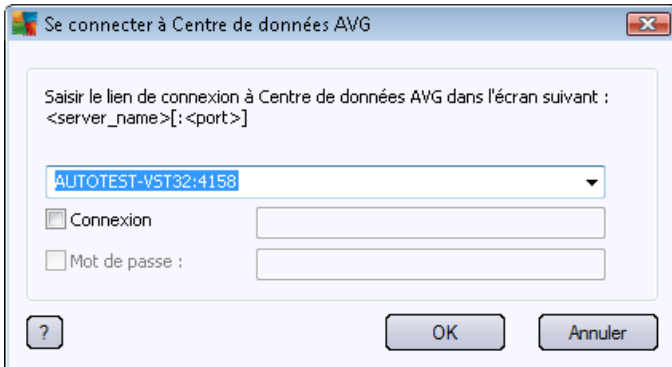 Se connecter à Centre de données AVG
Saisir le lien de connexion à Centre de données AVG dans l'écran suivant :
<server_name>[:<port>]
AUTOTEST-VST32:4158
Connexion
Mot de passe :
?
OK
Annuler